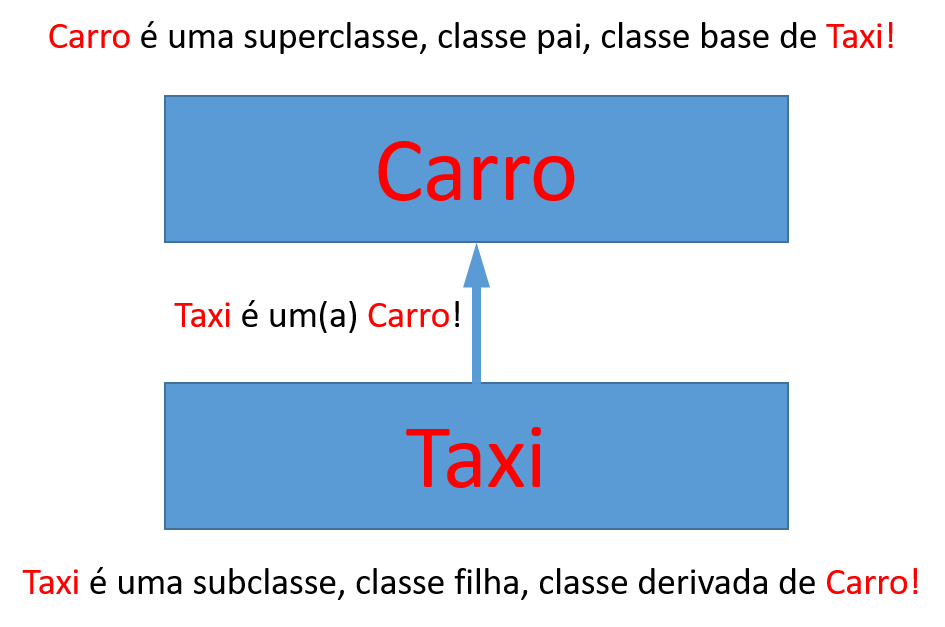 Carro é uma superclasse, classe pai, classe base de Taxi!
Carro
Taxi é um(a) Carro!
Taxi
Taxi é uma subclasse, classe filha, classe derivada de Carro!